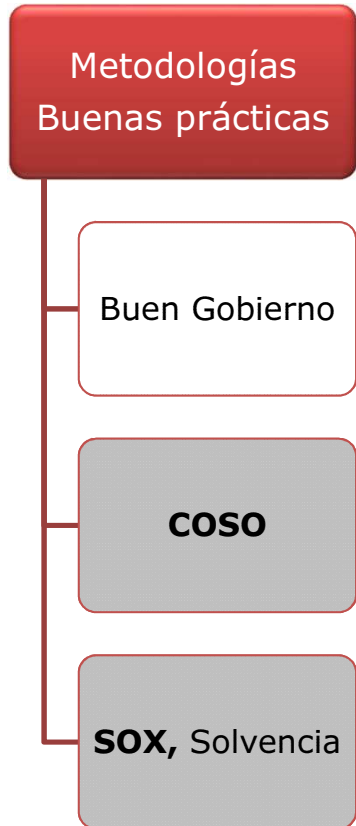 Metodologías
Buenas prácticas
Buen Gobierno
COSO
SOX, Solvencia